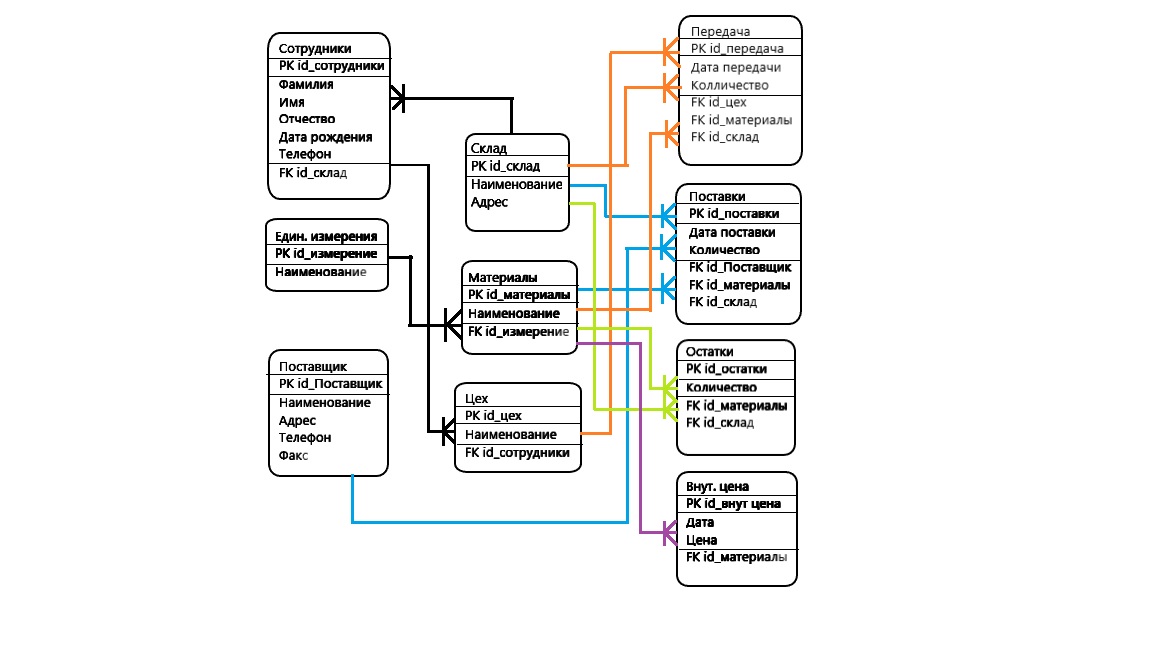 Сотрудники
PK id_сотрудники
Фамилия
Имя
Отчество
Дата рождения
Телефон
FK id_склад
Един. измерения
PK id_измерение
Наименование
Поставщик
PK id_Поставщик
Наименование
Адрес
Телефон
Факс
Склад
PK id_склад
Наименование
Адрес
Материалы
PK id_материалы
Наименование
FK id_измерение
Цех
PK id_цех
Наименование
FK id_сотрудники
Передача
PK id_передача
Дата передачи
Колличество
FK id_цех
FK id_материалы
FK id_склад
Поставки
PK id_поставки
Дата поставки
Количество
FK id_Поставщик
FK id_материалы
FK id_склад
Остатки
PK id_остатки
Количество
FK id_материалы
FK id_склад
Внут. цена
PK id_внут цена
Дата
Цена
FK id_материалы